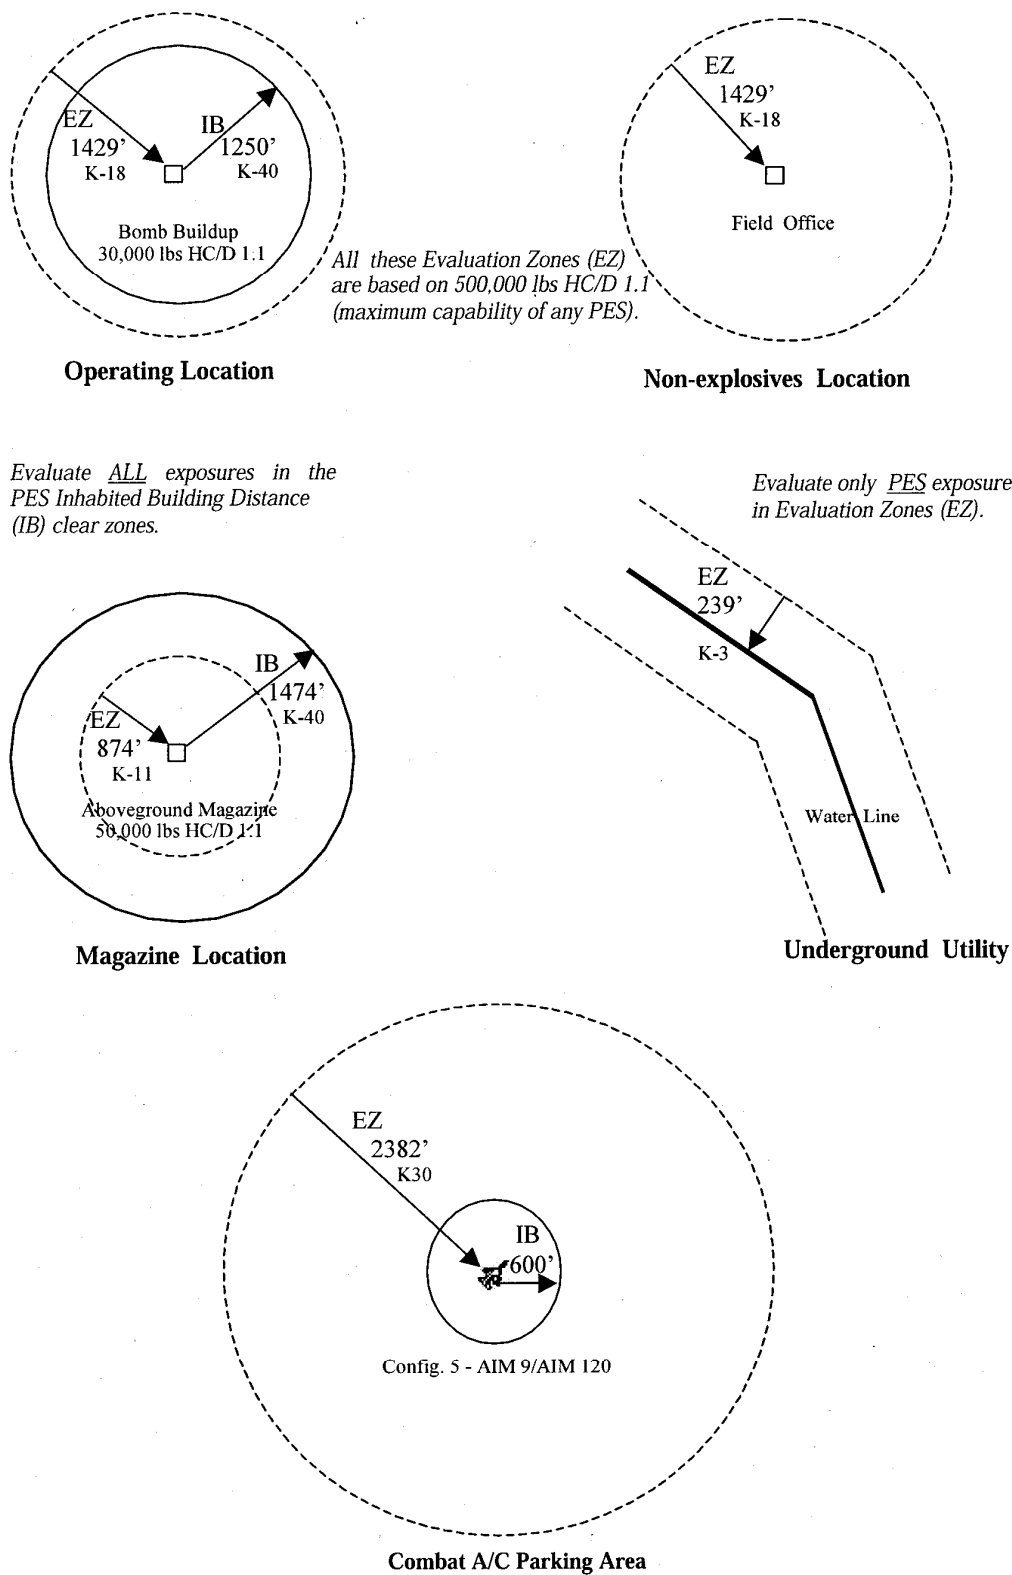 EZ
1429’
K-18
IB
1250’
K-40
Bomb Buildup
30,000 lbs HC/D 1.1
Operating Location
EZ
1429’
K-18
Field Office
Non-explosives Location
All these Evaluation Zones (EZ)
are based on 500,000 lbs HC/D 1.1
(maximum capability of any PES).
Evaluate ALL exposures in the
PES Inhabited Building Distance
(IB) clear zones.
Evaluate only PES exposure
in Evaluation Zones (EZ).
IB
1474’
K-40
EZ
874’
K-11
Aboveground Magazine
50,000 lbs HC/D 1.1
Magazine Location
EZ
239’
K-3
Water Line
Underground Utility
EZ
2382’
K30
IB
600’
Config. 5 - AIM 9/AIM 120
Combat A/C Parking Area